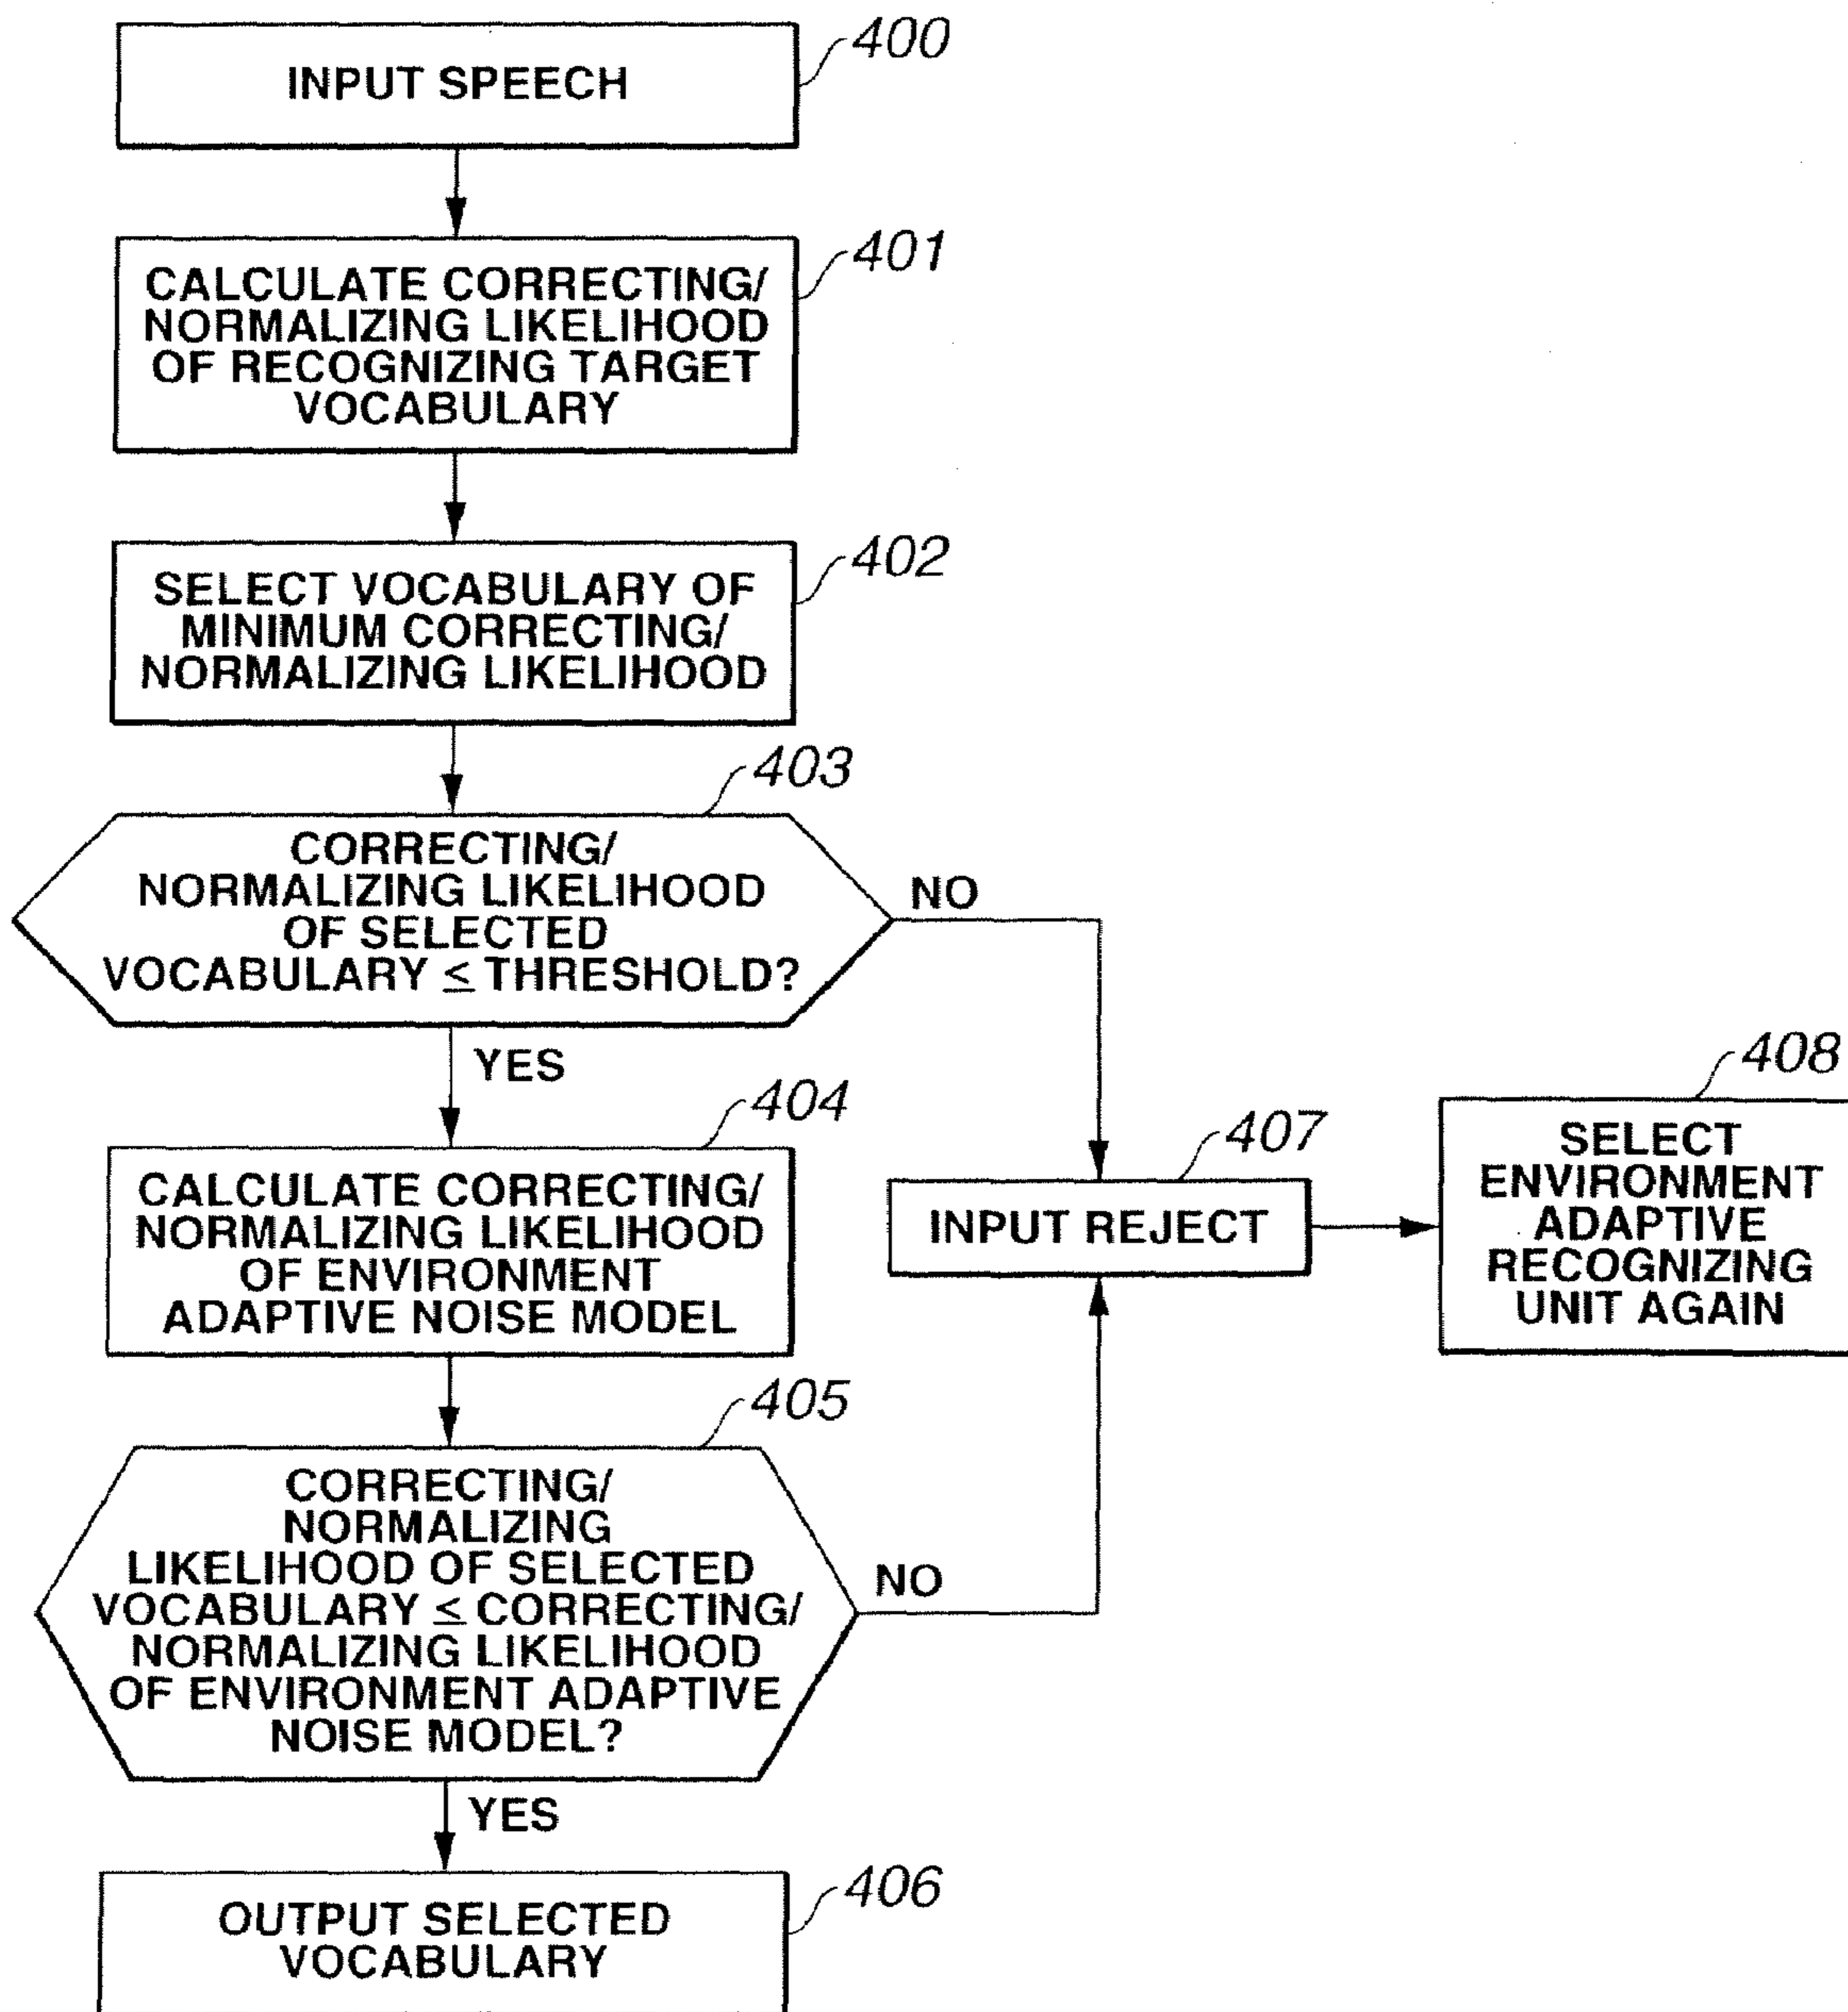 400
INPUT SPEECH
401
CALCULATE CORRECTING/
NORMALIZING LIKELIHOOD
OF RECOGNIZING TARGET
VOCABULARY
402
SELECT VOCABULARY OF
MINIMUM CORRECTING/
NORMALIZING LIKELIHOOD
403
CORRECTING/
NORMALIZING LIKELIHOOD
OF SELECTED
VOCABULARY ≤ THRESHOLD?
NO
YES
404
CALCULATE CORRECTING/
NORMALIZING LIKELIHOOD
OF ENVIRONMENT
ADAPTIVE NOISE MODEL
407
INPUT REJECT
408
SELECT
ENVIRONMENT
ADAPTIVE
RECOGNIZING
UNIT AGAIN
405
CORRECTING/
NORMALIZING
LIKELIHOOD OF SELECTED
VOCABULARY ≤ CORRECTING/
NORMALIZING LIKELIHOOD
OF ENVIRONMENT ADAPTIVE
NOISE MODEL?
NO
YES
406
OUTPUT SELECTED
VOCABULARY